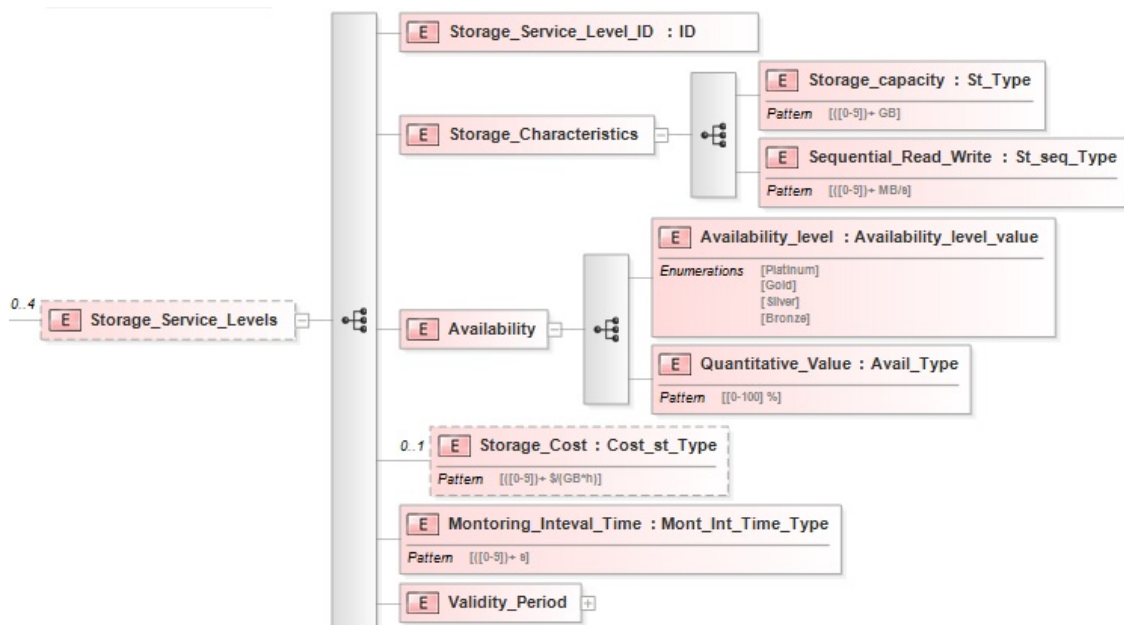 E Storage_Service_Level_ID : ID
E Storage_capacity : St_Type
Pattern [([0-9])+ GB]
E Storage_Characteristics
E Sequential_Read_Write : St_seq_Type
Pattern [([0-9])+ MB/s]
E Availability_level : Availability_level_value
Enumerations [Platinum]
[Gold]
[Silver]
[Bronze]
0..4
E Storage_Service_Levels
E Availability
E Quantitative_Value : Avail_Type
Pattern [[0-100] %]
0..1 E Storage_Cost : Cost_st_Type
Pattern [([0-9])+ $/(GB*h)]
E Montoring_Inteval_Time : Mont_Int_Time_Type
Pattern [([0-9])+ s]
E Validity_Period